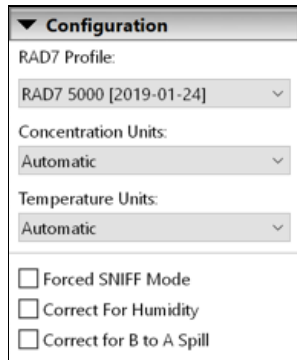 Configuration
RAD7 Profile:
RAD7 5000 [2019-01-24]
Concentration Units:
Automatic
Temperature Units:
Automatic
Forced SNIFF Mode
Correct For Humidity
Correct for B to A Spill